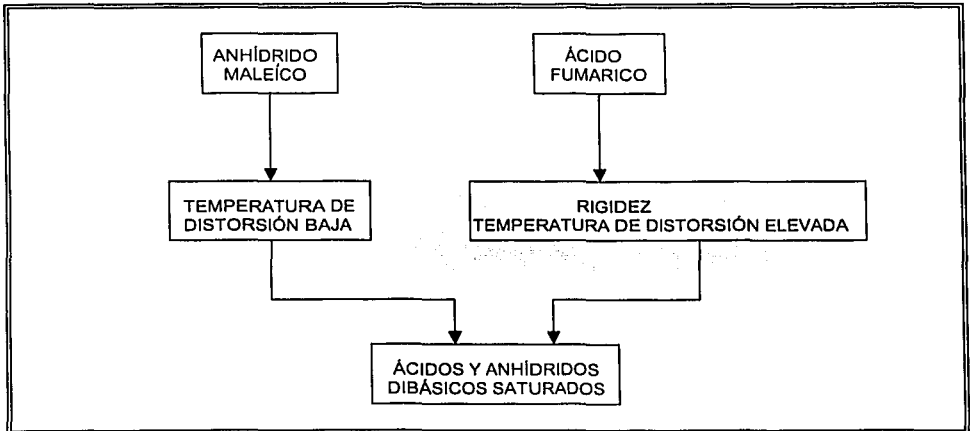 ANHÍDRIDO
MALEÍCO
ÁCIDO
FUMARICO
TEMPERATURA DE
DISTORSIÓN BAJA
RIGIDEZ
TEMPERATURA DE DISTORSIÓN ELEVADA
ÁCIDOS Y ANHÍDRIDOS
DIBÁSICOS SATURADOS